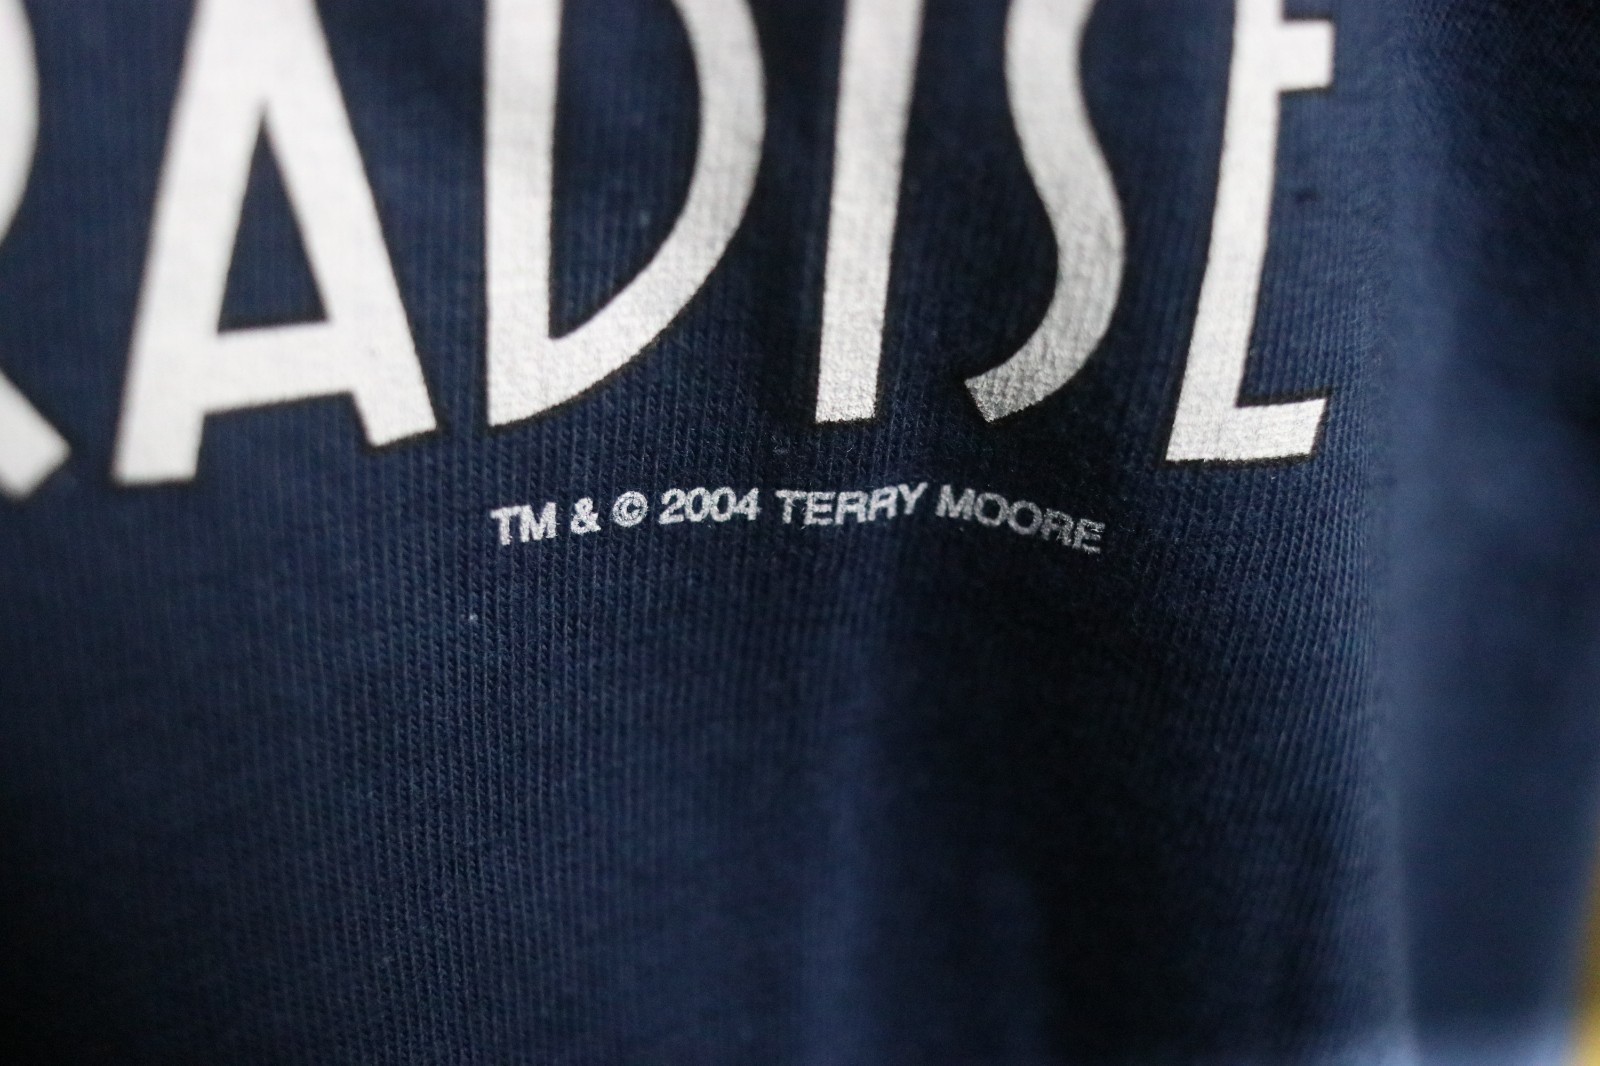 RADISE
TM & © 2004 TERRY MOORE